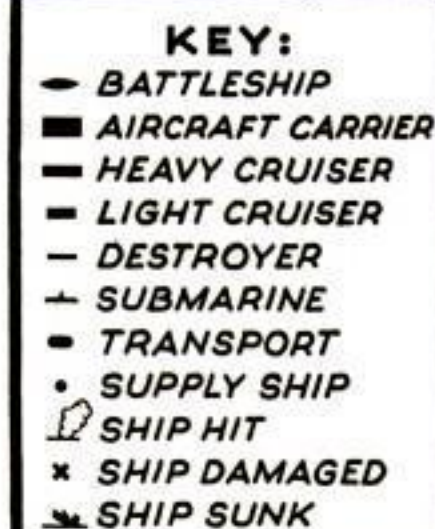 KEY:
BATTLESHIP
AIRCRAFT CARRIER
HEAVY CRUISER
LIGHT CRUISER
DESTROYER
SUBMARINE
TRANSPORT
SUPPLY SHIP
SHIP HIT
SHIP DAMAGED
SHIP SUNK